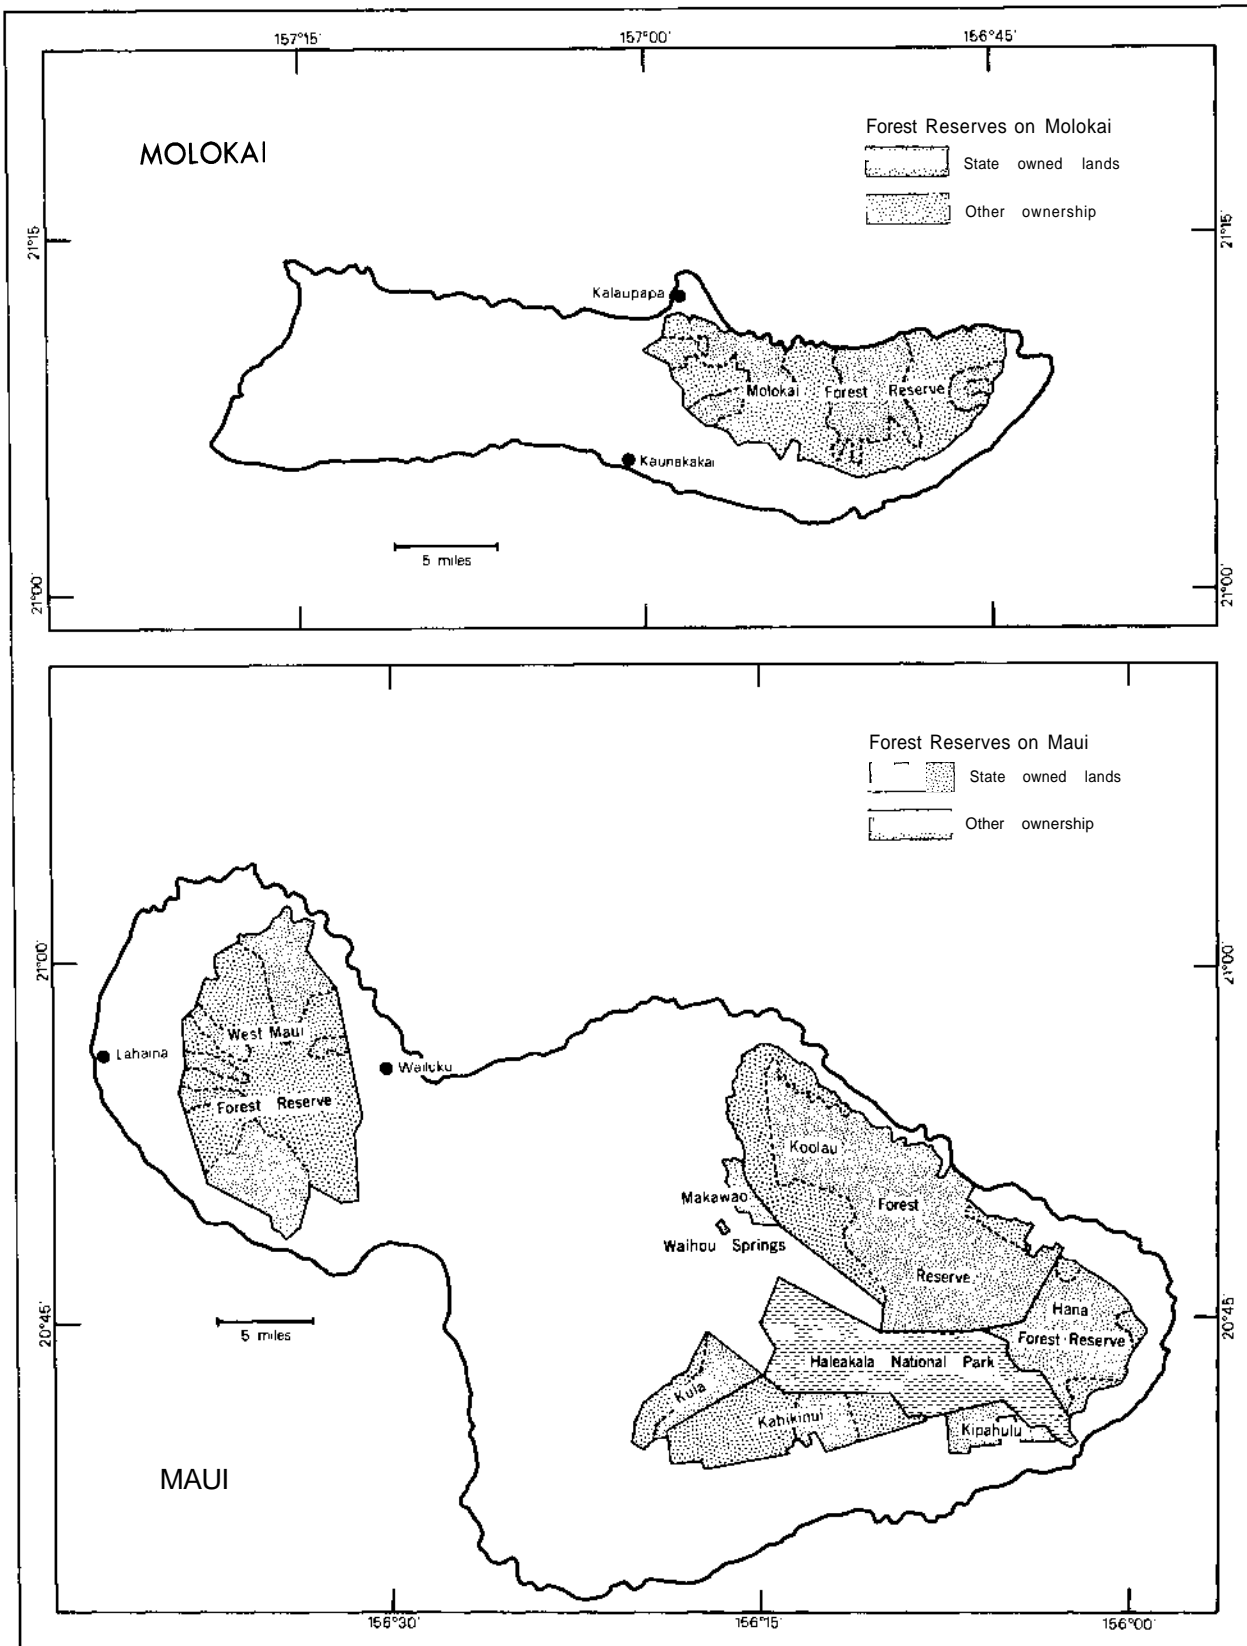 157°15' 157°00' 156°45'
MOLOKAI
Forest Reserves on Molokai
State owned lands
Other ownership
21°15' 21°15'
Kalaupapa
Molokai Forest Reserve
Kaunakakai
5 miles
21°00' 21°00'
Forest Reserves on Maui
State owned lands
Other ownership
21°00' 21°00'
West Maui
Forest Reserve
Lahaina
Wailuku
Koolau
Forest
Reserve
Makawao
Waihou Springs
Hana
Forest Reserve
20°45' 20°45'
5 miles
Haleakala National Park
Kula
Kahikinui
Kipahulu
MAUI
156°30' 156°15' 156°00'